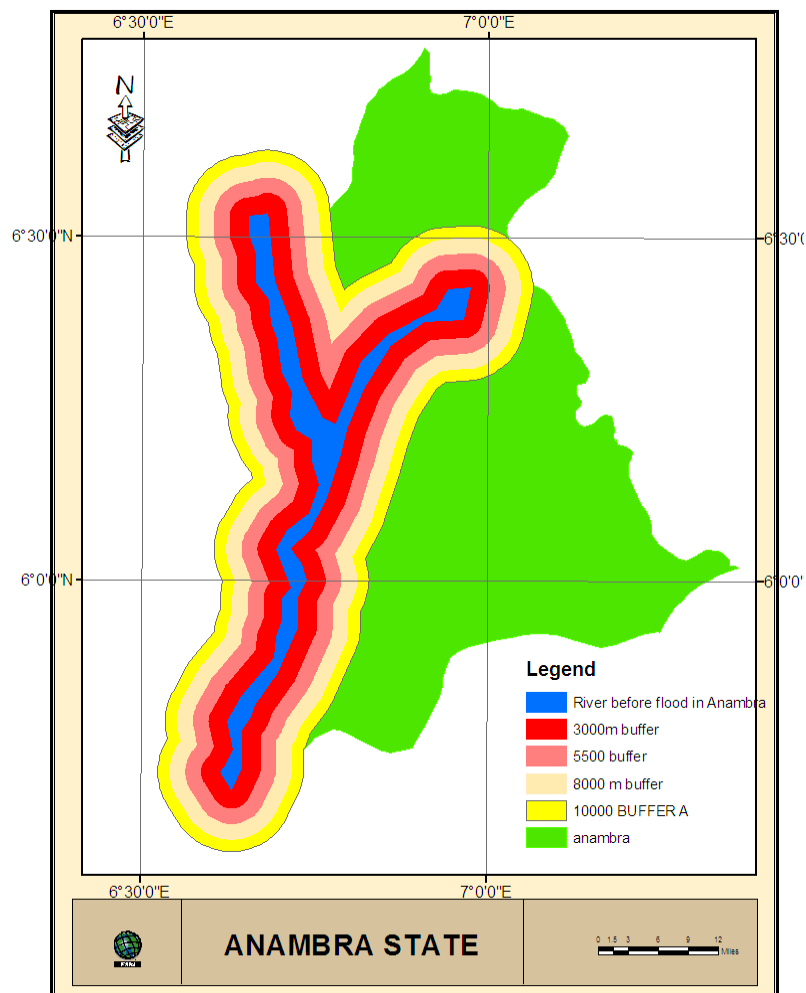 6°30'0"E 7°0'0"E
N
6°30'0"N 6°30'0
6°0'0"N 6°0'0"
Legend
River before flood in Anambra
3000m buffer
5500 buffer
8000 m buffer
10000 BUFFER A
anambra
6°30'0"E 7°0'0"E
ANAMBRA STATE
0 1.5 3 6 9 12
Miles